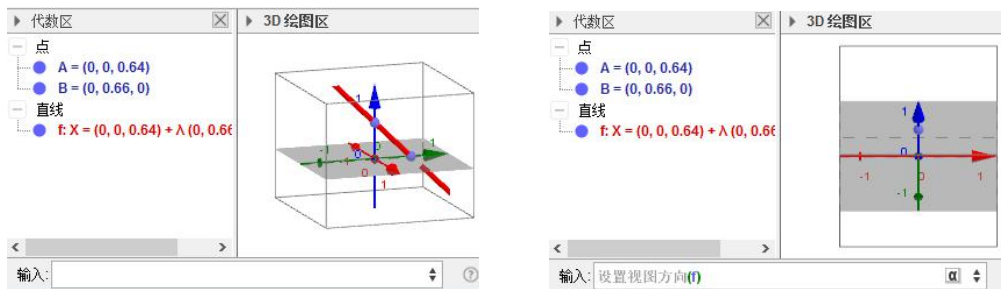 代数区
3D 绘图区
点
A = (0, 0, 0.64)
B = (0, 0.66, 0)
直线
f: X = (0, 0, 0.64) + λ (0, 0.66
1
-1
-1
0
0
1
1
输入:
代数区
3D 绘图区
点
A = (0, 0, 0.64)
B = (0, 0.66, 0)
直线
f: X = (0, 0, 0.64) + λ (0, 0.66
1
0
-1
0
1
-1
输入: 设置视图方向(f)
α